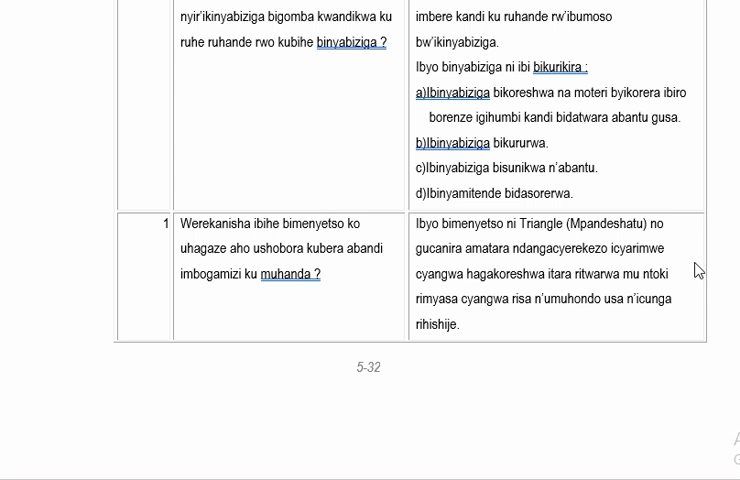 nyir'ikinyabiziga bigomba kwandikwa ku
ruhe ruhande rwo kubihe binyabiziga ?
imbere kandi ku ruhande rw'ibumoso
bw'ikinyabiziga.
Ibyo binyabiziga ni ibi bikurikira :
a)Ibinyabiziga bikoreshwa na moteri byikorera ibiro
borenze igihumbi kandi bidatwara abantu gusa.
b)Ibinyabiziga bikururwa.
c)Ibinyabiziga bisunikwa n'abantu.
d)Ibinyamitende bidasorerwa.
1
Werekanisha ibihe bimenyetso ko
uhagaze aho ushobora kubera abandi
imbogamizi ku muhanda ?
Ibyo bimenyetso ni Triangle (Mpandeshatu) no
gucanira amatara ndangacyerekezo icyarimwe
cyangwa hagakoreshwa itara ritwarwa mu ntoki
rimyasa cyangwa risa n'umuhondo usa n'icunga
rihishije.
5-32